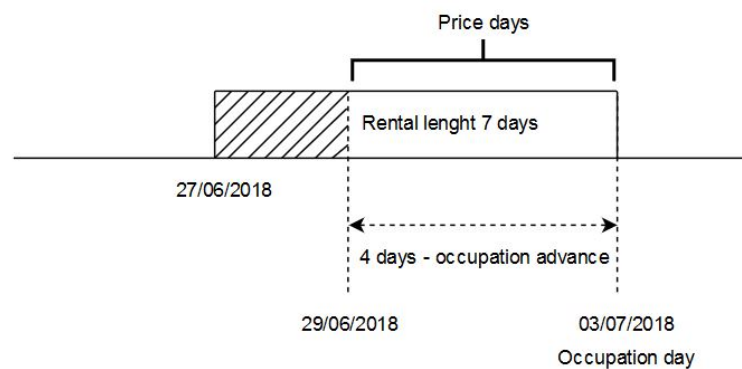 Price days
Rental lenght 7 days
27/06/2018
4 days - occupation advance
29/06/2018
03/07/2018
Occupation day